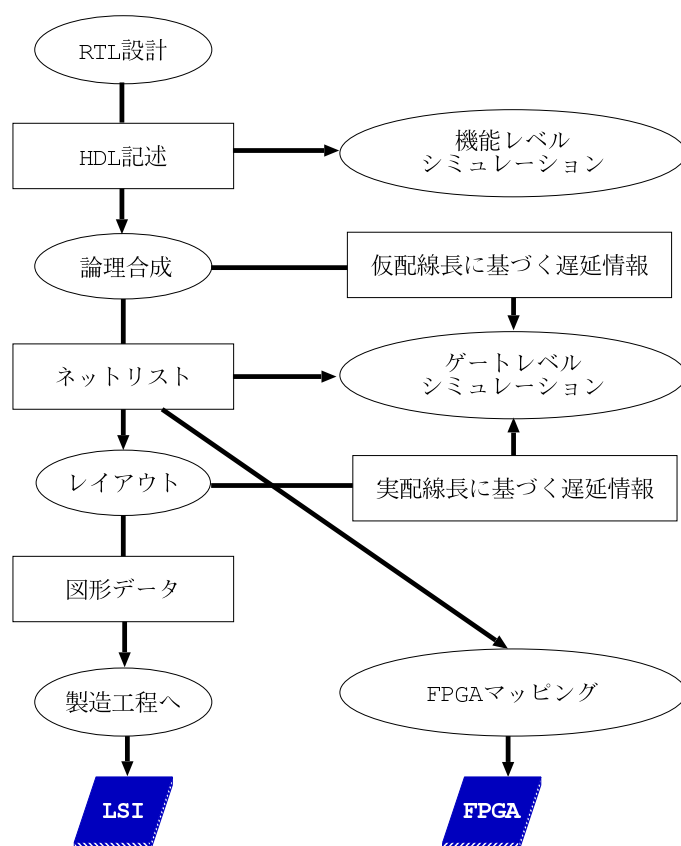 RTL設計
HDL記述
機能レベル
シミュレーション
論理合成
仮配線長に基づく遅延情報
ネットリスト
ゲートレベル
シミュレーション
レイアウト
実配線長に基づく遅延情報
図形データ
製造工程へ
FPGAマッピング
LSI
FPGA